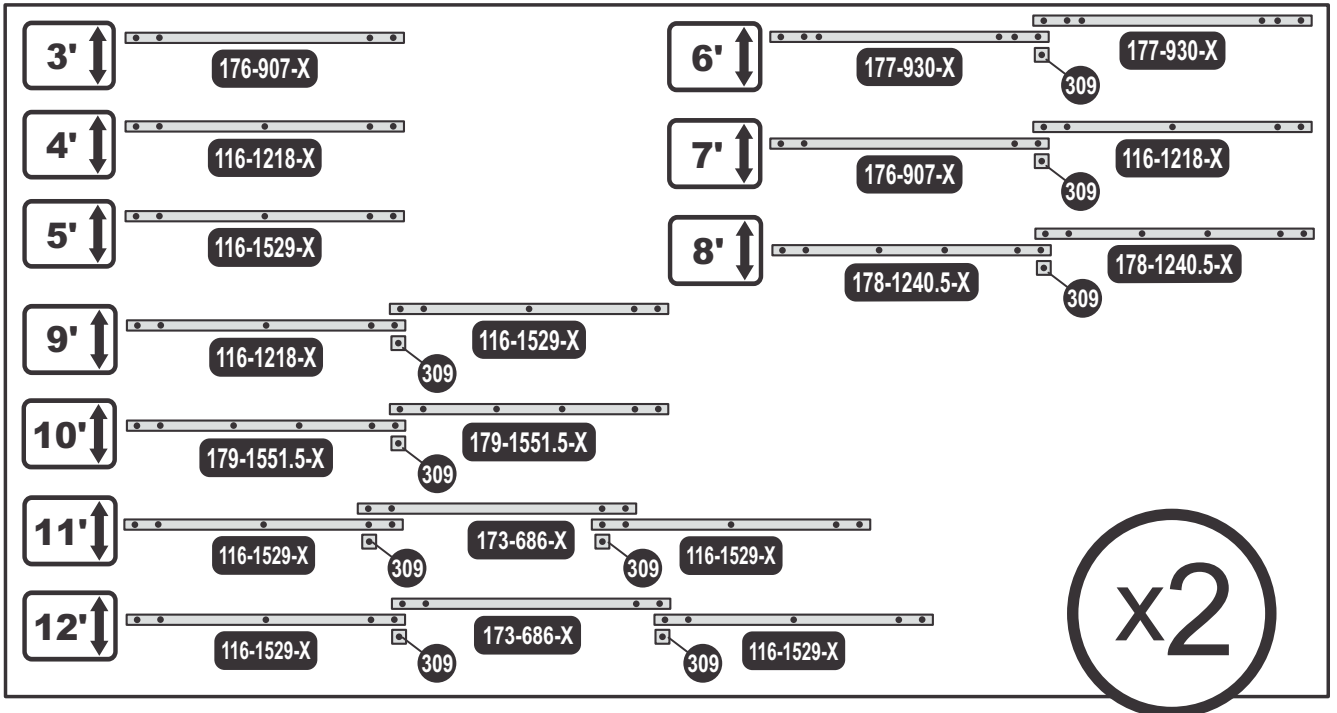 3'
176-907-X
4'
116-1218-X
5'
116-1529-X
6'
177-930-X
309
177-930-X
7'
176-907-X
309
116-1218-X
8'
178-1240.5-X
309
178-1240.5-X
9'
116-1218-X
309
116-1529-X
10'
179-1551.5-X
309
179-1551.5-X
11'
116-1529-X
309
173-686-X
309
116-1529-X
12'
116-1529-X
309
173-686-X
309
116-1529-X
x2